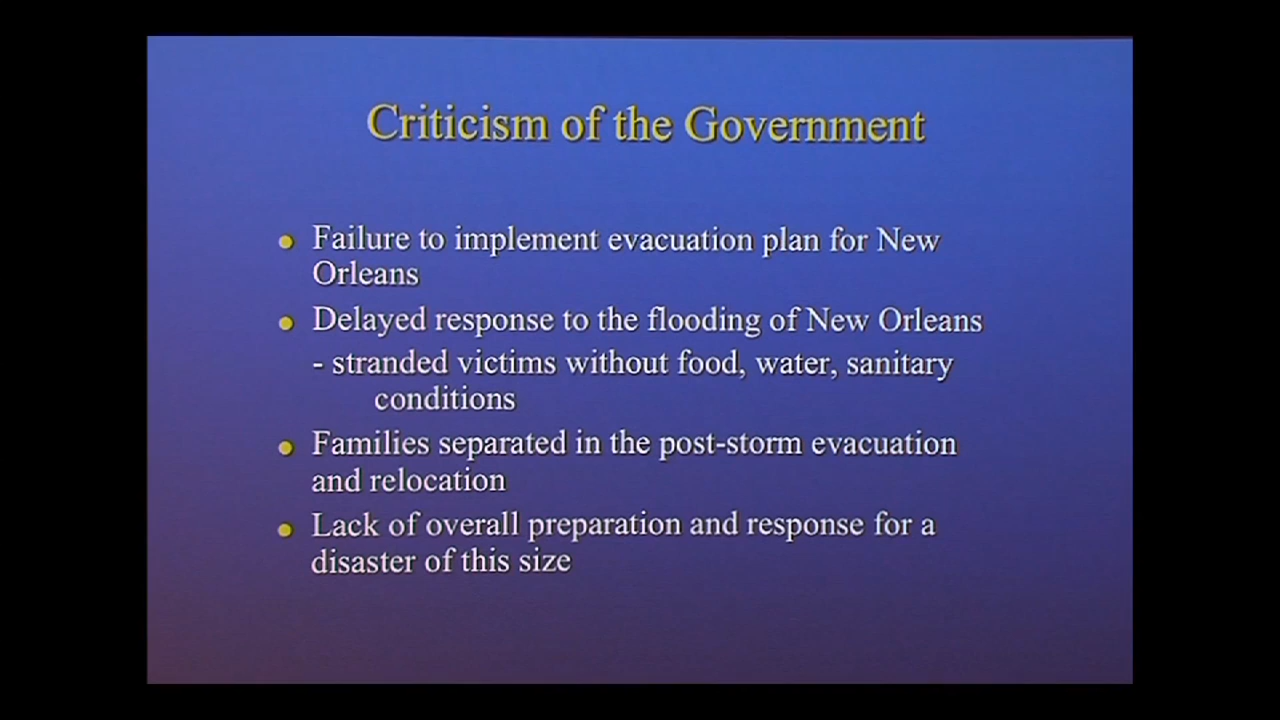 Criticism of the Government
Failure to implement evacuation plan for New
Orleans
Delayed response to the flooding of New Orleans
- stranded victims without food, water, sanitary
conditions
Families separated in the post-storm evacuation
and relocation
Lack of overall preparation and response for a
disaster of this size